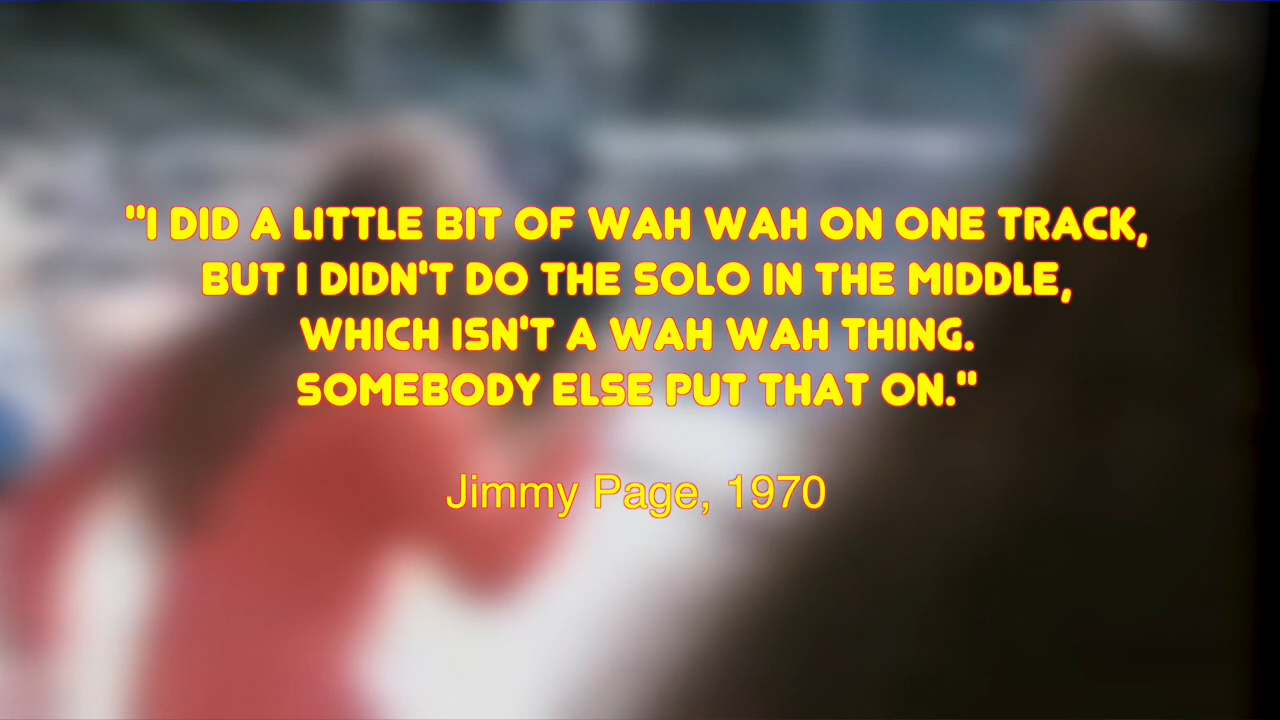 "I DID A LITTLE BIT OF WAH WAH ON ONE TRACK,
BUT I DIDN'T DO THE SOLO IN THE MIDDLE,
WHICH ISN'T A WAH WAH THING.
SOMEBODY ELSE PUT THAT ON."
Jimmy Page, 1970